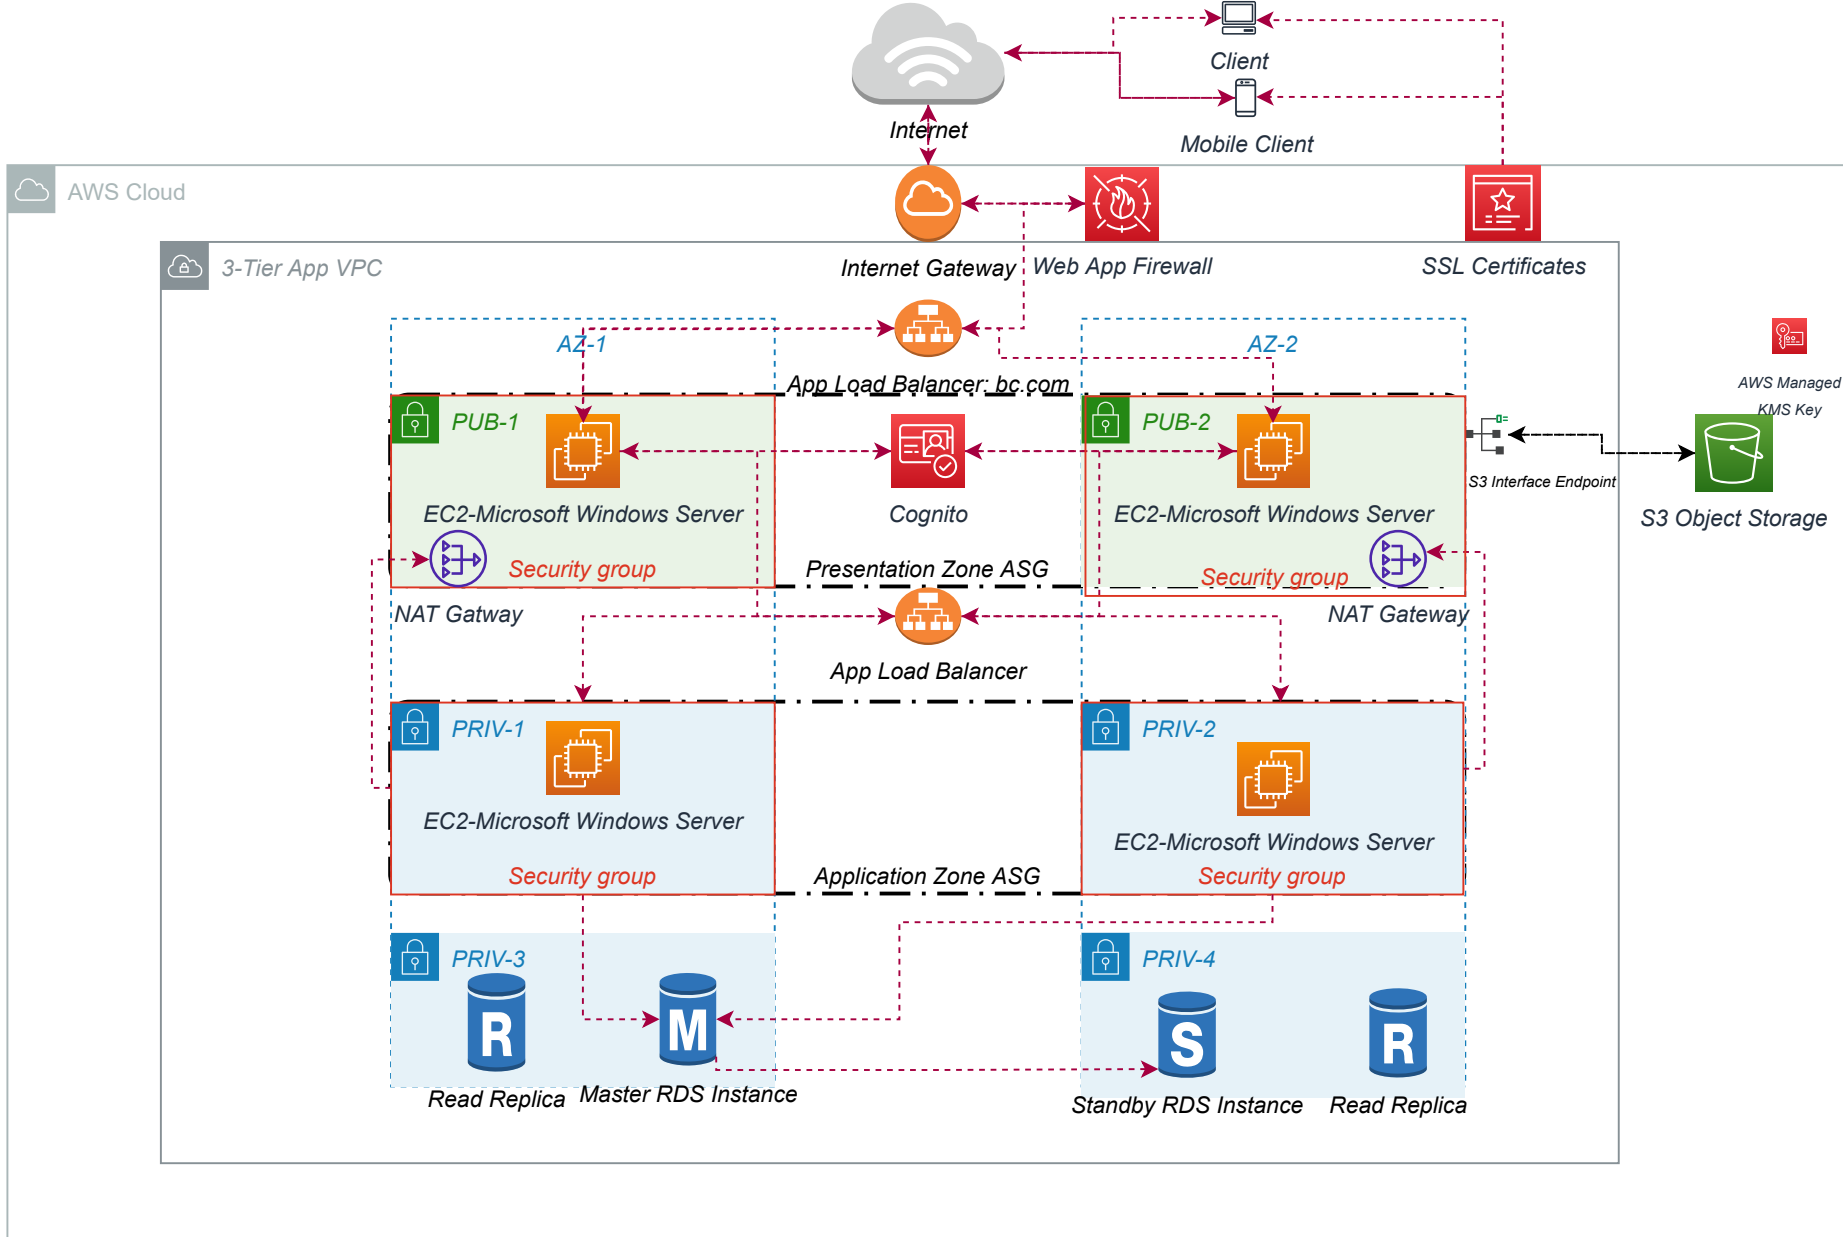 Client
Internet
Mobile Client
AWS Cloud
3-Tier App VPC
Internet Gateway
Web App Firewall
SSL Certificates
AZ-1
AZ-2
App Load Balancer: bc.com
AWS Managed
KMS Key
PUB-1
PUB-2
S3 Interface Endpoint
EC2-Microsoft Windows Server
Cognito
EC2-Microsoft Windows Server
S3 Object Storage
Security group
Presentation Zone ASG
Security group
NAT Gatway
NAT Gateway
App Load Balancer
PRIV-1
PRIV-2
EC2-Microsoft Windows Server
EC2-Microsoft Windows Server
Security group
Application Zone ASG
Security group
PRIV-3
PRIV-4
R
M
S
R
Read Replica
Master RDS Instance
Standby RDS Instance
Read Replica